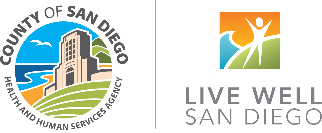 COUNTY OF SAN DIEGO
HEALTH AND HUMAN SERVICES AGENCY
LIVE WELL
SAN DIEGO